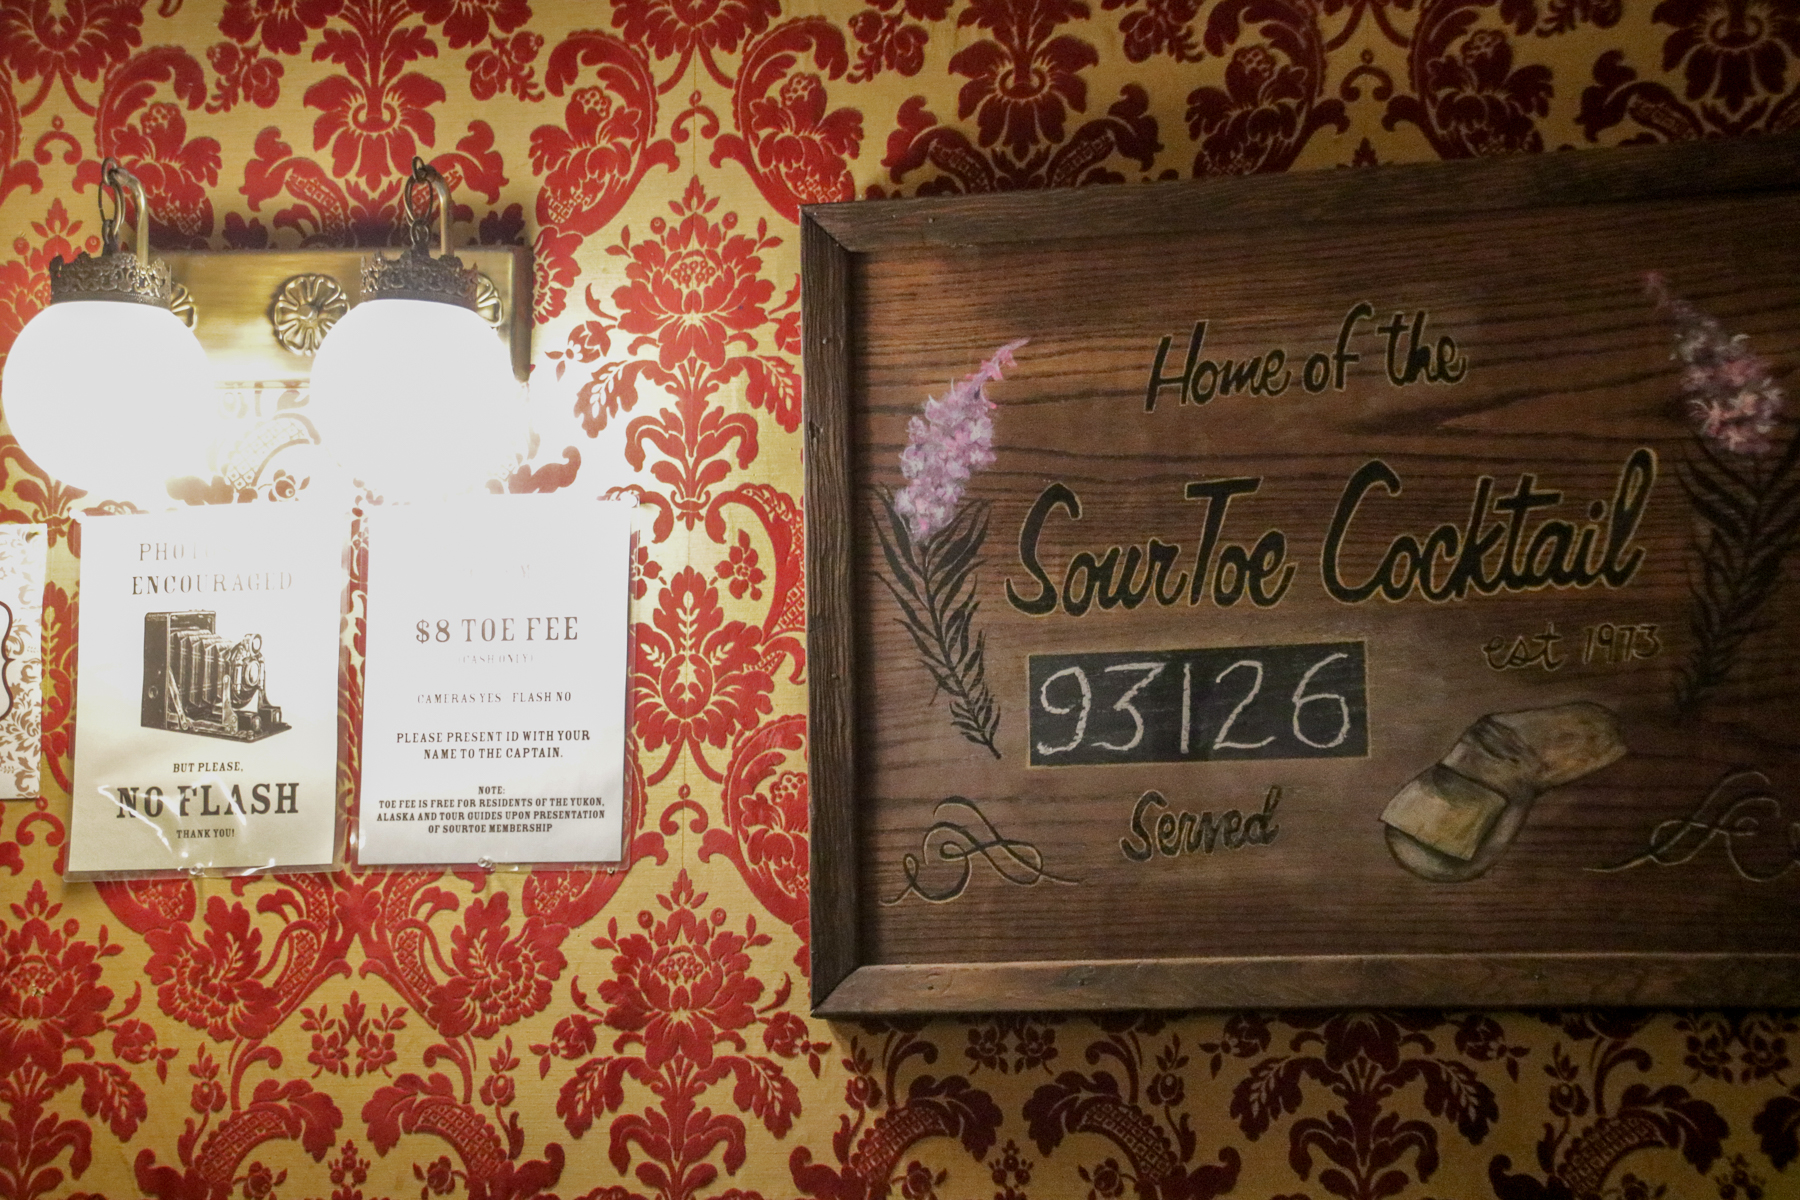 ENCOURAGED
BUT PLEASE,
NO FLASH
THANK YOU!
$8 TOE FEE
(CASH ONLY)
CAMERAS YES FLASH NO
PLEASE PRESENT ID WITH YOUR
NAME TO THE CAPTAIN.
NOTE:
TOE FEE IS FREE FOR RESIDENTS OF THE YUKON,
ALASKA AND TOUR GUIDES UPON PRESENTATION
OF SOURTOE MEMBERSHIP
Home of the
SourToe Cocktail
est 1973
93126
Served